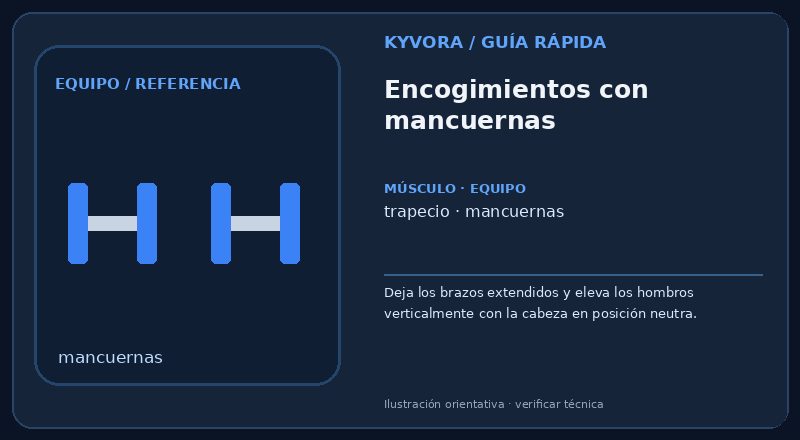 EQUIPO / REFERENCIA
mancuernas
KYVORA / GUÍA RÁPIDA
Encogimientos con
mancuernas
MÚSCULO · EQUIPO
trapecio · mancuernas
Deja los brazos extendidos y eleva los hombros
verticalmente con la cabeza en posición neutra.
Ilustración orientativa · verificar técnica